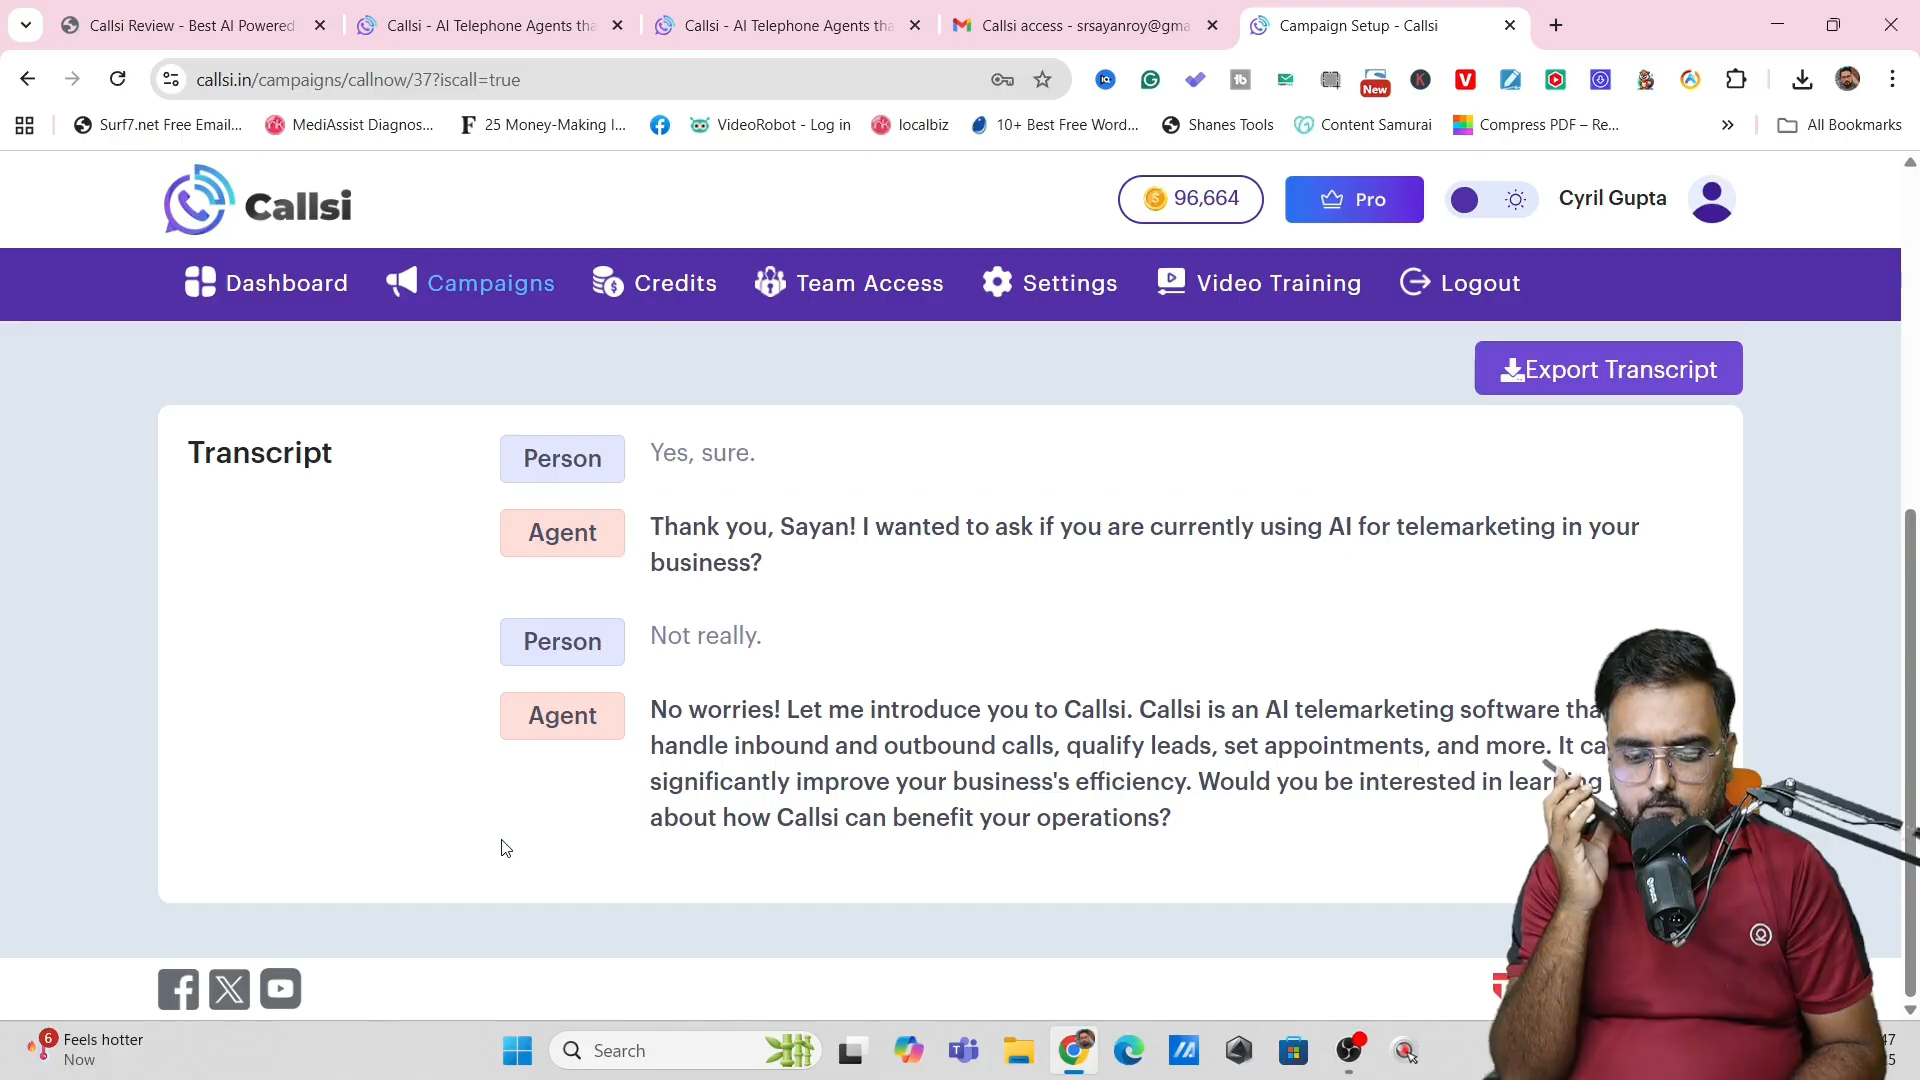 Callsi Review - Best AI Powered
Callsi - AI Telephone Agents tha
Callsi - AI Telephone Agents tha
Callsi access - srsayanroy@gma
Campaign Setup - Callsi
callsi.in/campaigns/callnow/37?iscall=true
New
Surf7.net Free Email...
MediAssist Diagnos...
25 Money-Making I...
VideoRobot - Log in
localbiz
10+ Best Free Word...
Shanes Tools
Content Samurai
Compress PDF – Re...
All Bookmarks
Callsi
96,664
Pro
Cyril Gupta
Dashboard
Campaigns
Credits
Team Access
Settings
Video Training
Logout
Export Transcript
Transcript
Person
Yes, sure.
Agent
Thank you, Sayan! I wanted to ask if you are currently using AI for telemarketing in your
business?
Person
Not really.
Agent
No worries! Let me introduce you to Callsi. Callsi is an AI telemarketing software tha
handle inbound and outbound calls, qualify leads, set appointments, and more. It ca
significantly improve your business's efficiency. Would you be interested in learning
about how Callsi can benefit your operations?
6
Feels hotter
Now
Search
47
25